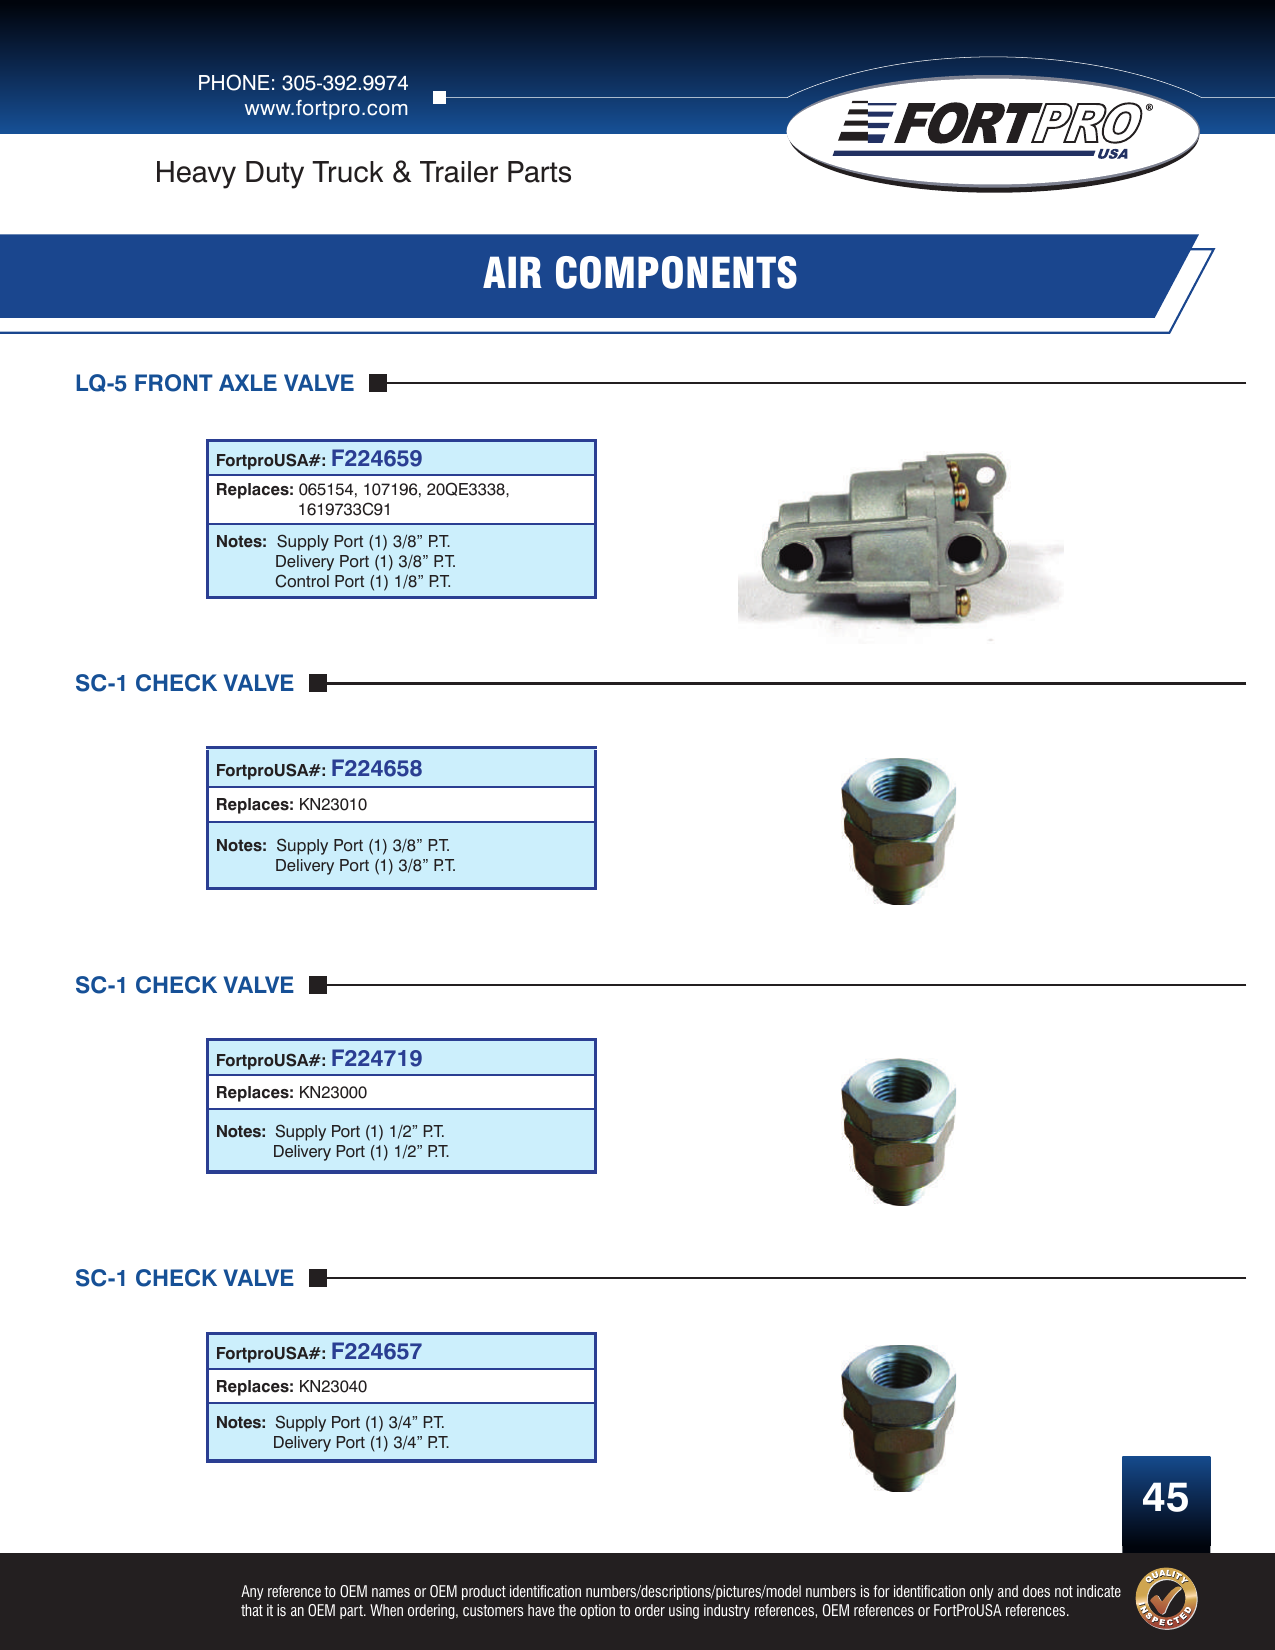 PHONE: 305-392.9974
www.fortpro.com
FORTPRO®
USA
Heavy Duty Truck & Trailer Parts
AIR COMPONENTS
LQ-5 FRONT AXLE VALVE
FortproUSA#: F224659
Replaces: 065154, 107196, 20QE3338,
1619733C91
Notes: Supply Port (1) 3/8” P.T.
Delivery Port (1) 3/8” P.T.
Control Port (1) 1/8” P.T.
SC-1 CHECK VALVE
FortproUSA#: F224658
Replaces: KN23010
Notes: Supply Port (1) 3/8” P.T.
Delivery Port (1) 3/8” P.T.
SC-1 CHECK VALVE
FortproUSA#: F224719
Replaces: KN23000
Notes: Supply Port (1) 1/2” P.T.
Delivery Port (1) 1/2” P.T.
SC-1 CHECK VALVE
FortproUSA#: F224657
Replaces: KN23040
Notes: Supply Port (1) 3/4” P.T.
Delivery Port (1) 3/4” P.T.
45
Any reference to OEM names or OEM product identification numbers/descriptions/pictures/model numbers is for identification only and does not indicate
that it is an OEM part. When ordering, customers have the option to order using industry references, OEM references or FortProUSA references.
QUALITY
INSPECTED